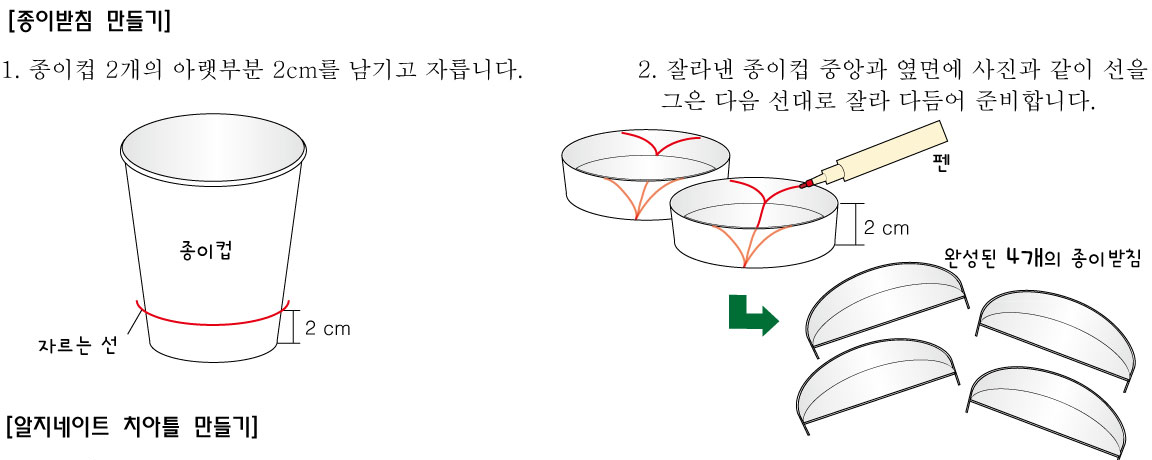 [종이받침 만들기]
1. 종이컵 2개의 아랫부분 2cm를 남기고 자릅니다.
종이컵
2 cm
자르는 선
2. 잘라낸 종이컵 중앙과 옆면에 사진과 같이 선을
그은 다음 선대로 잘라 다듬어 준비합니다.
펜
2 cm
완성된 4개의 종이받침
[알지네이트 치아틀 만들기]